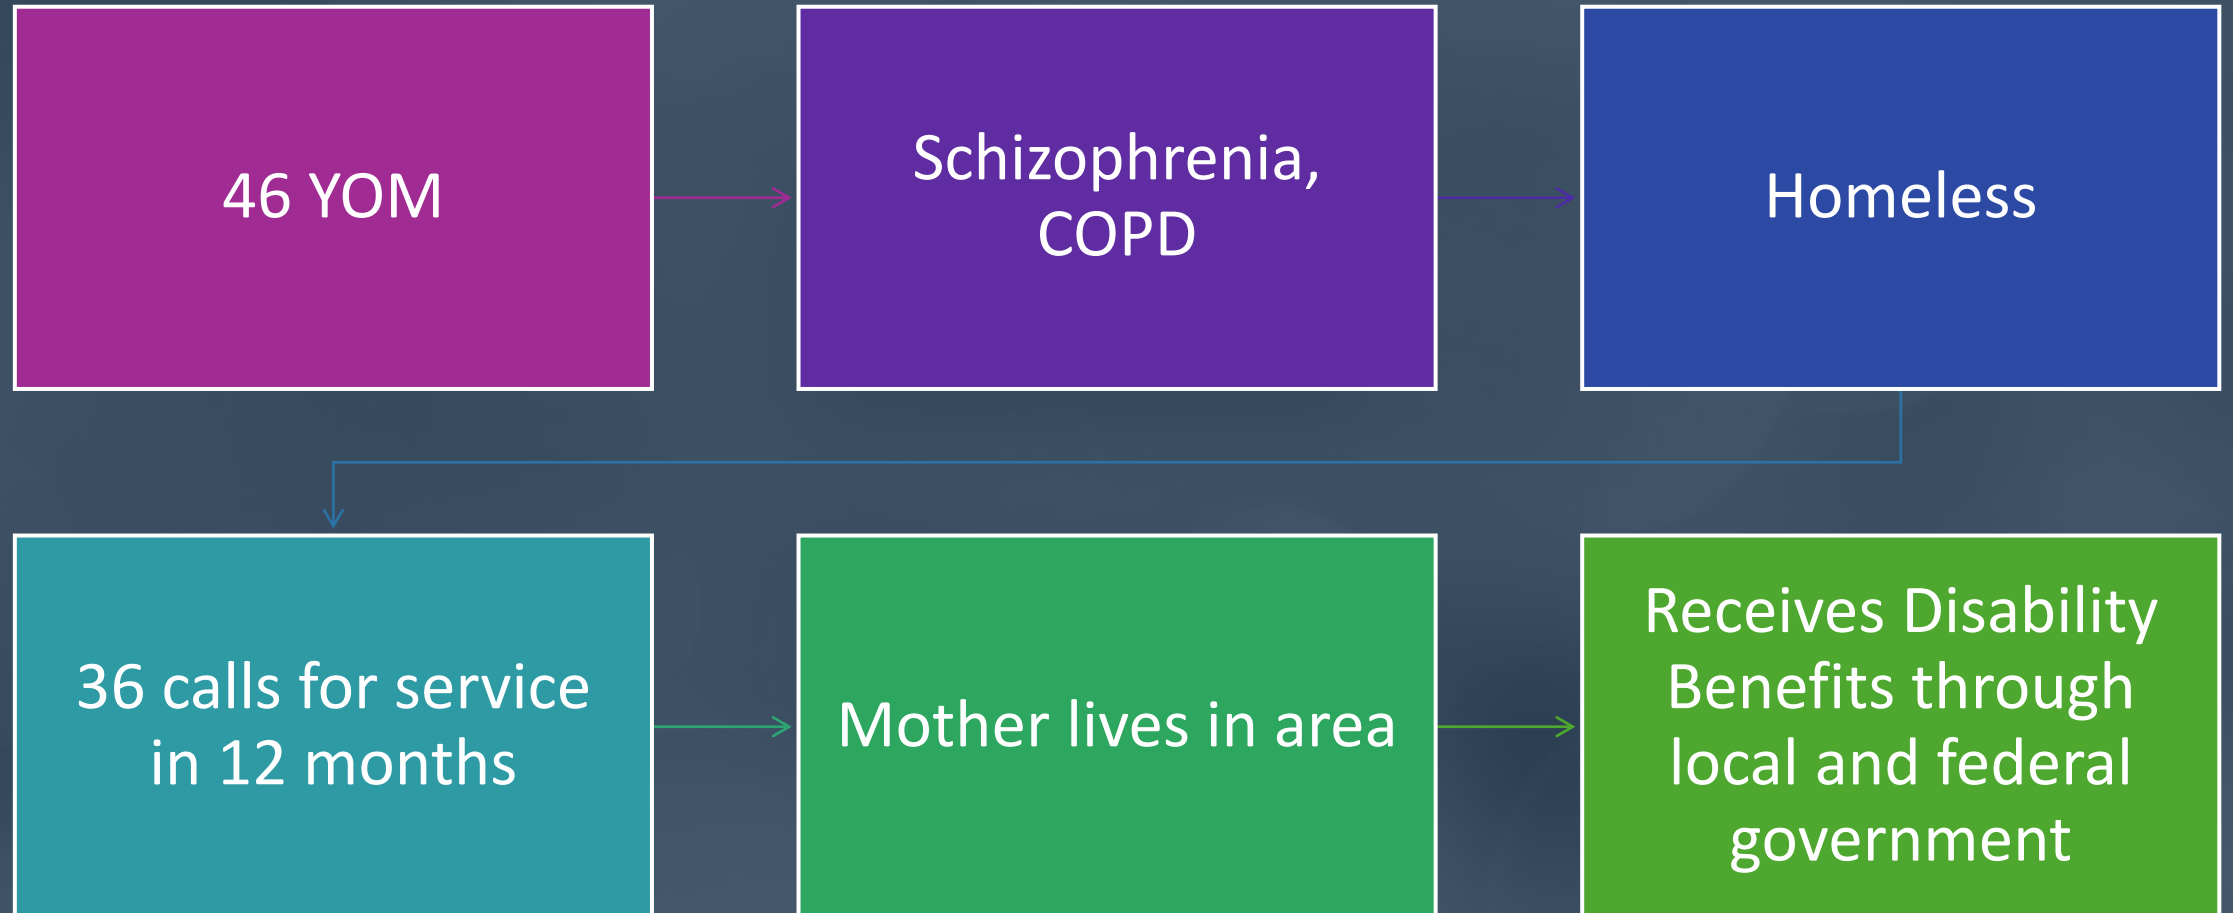 46 YOM
Schizophrenia,
COPD
Homeless
36 calls for service
in 12 months
Mother lives in area
Receives Disability
Benefits through
local and federal
government